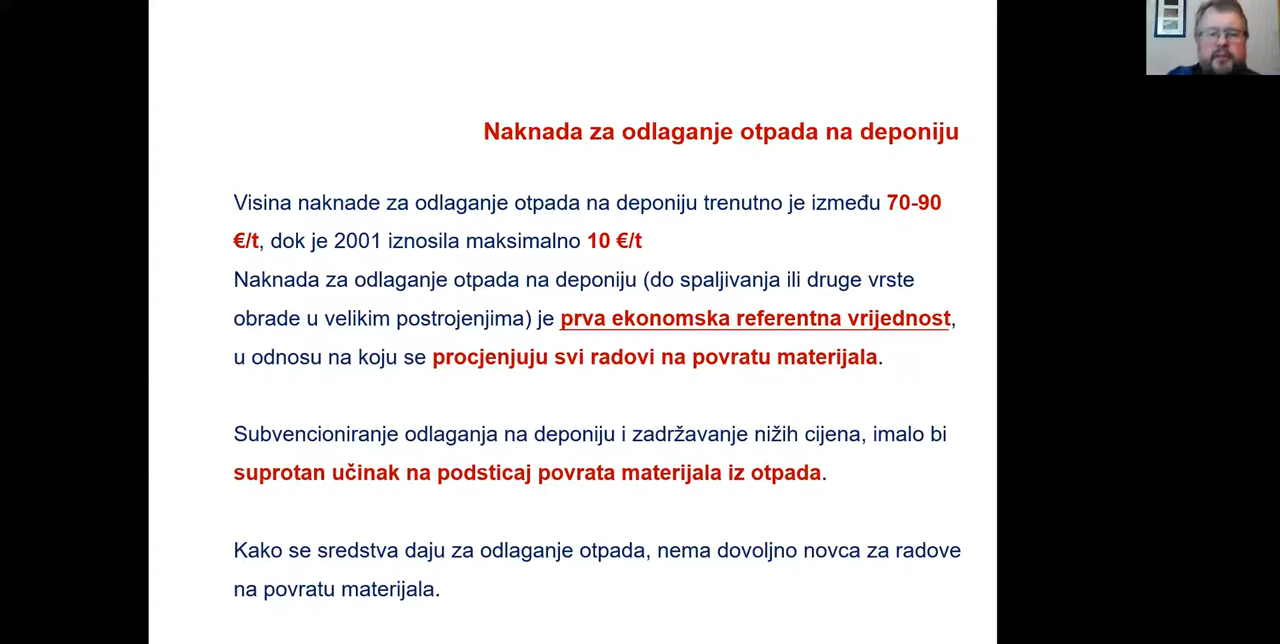 Naknada za odlaganje otpada na deponiju
Visina naknade za odlaganje otpada na deponiju trenutno je između 70-90
€/t, dok je 2001 iznosila maksimalno 10 €/t
Naknada za odlaganje otpada na deponiju (do spaljivanja ili druge vrste
obrade u velikim postrojenjima) je prva ekonomska referentna vrijednost,
u odnosu na koju se procjenjuju svi radovi na povratu materijala.
Subvencioniranje odlaganja na deponiju i zadržavanje nižih cijena, imalo bi
suprotan učinak na podsticaj povrata materijala iz otpada.
Kako se sredstva daju za odlaganje otpada, nema dovoljno novca za radove
na povratu materijala.